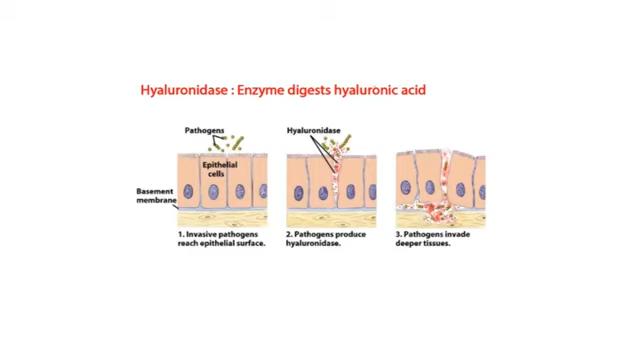 Hyaluronidase : Enzyme digests hyaluronic acid
Pathogens
Hyaluronidase
Epithelial
cells
Basement
membrane
1. Invasive pathogens
reach epithelial surface.
2. Pathogens produce
hyaluronidase.
3. Pathogens invade
deeper tissues.